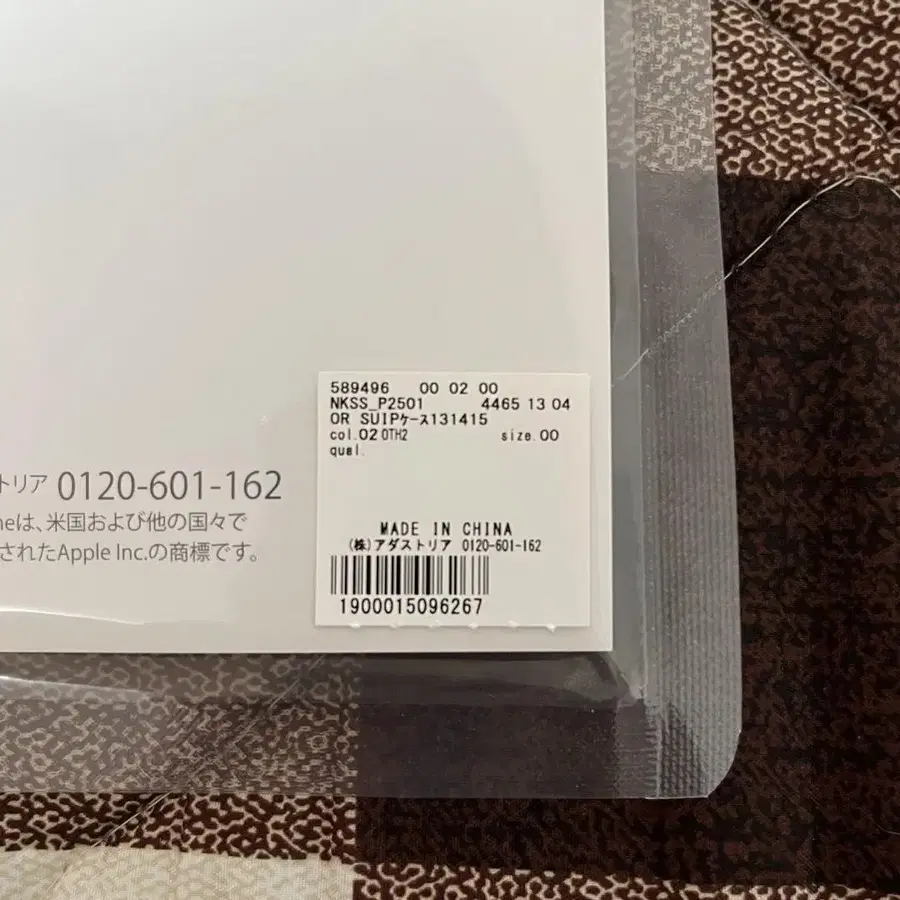 589496 00 02 00
NKSS_P2501 4465 13 04
OR SUIPケース131415
col.02 OTH2 size.00
qual.
MADE IN CHINA
(株)アダストリア 0120-601-162
1900015096267
トリア 0120-601-162
neは、米国および他の国々で
されたApple Inc.の商標です。